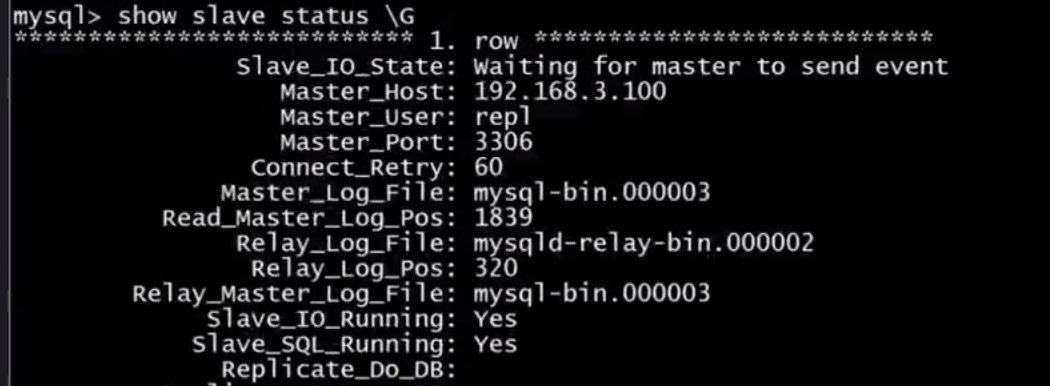 mysql> show slave status \G
*************************** 1. row ***************************
Slave_IO_State: Waiting for master to send event
Master_Host: 192.168.3.100
Master_User: repl
Master_Port: 3306
Connect_Retry: 60
Master_Log_File: mysql-bin.000003
Read_Master_Log_Pos: 1839
Relay_Log_File: mysqld-relay-bin.000002
Relay_Log_Pos: 320
Relay_Master_Log_File: mysql-bin.000003
Slave_IO_Running: Yes
Slave_SQL_Running: Yes
Replicate_Do_DB: